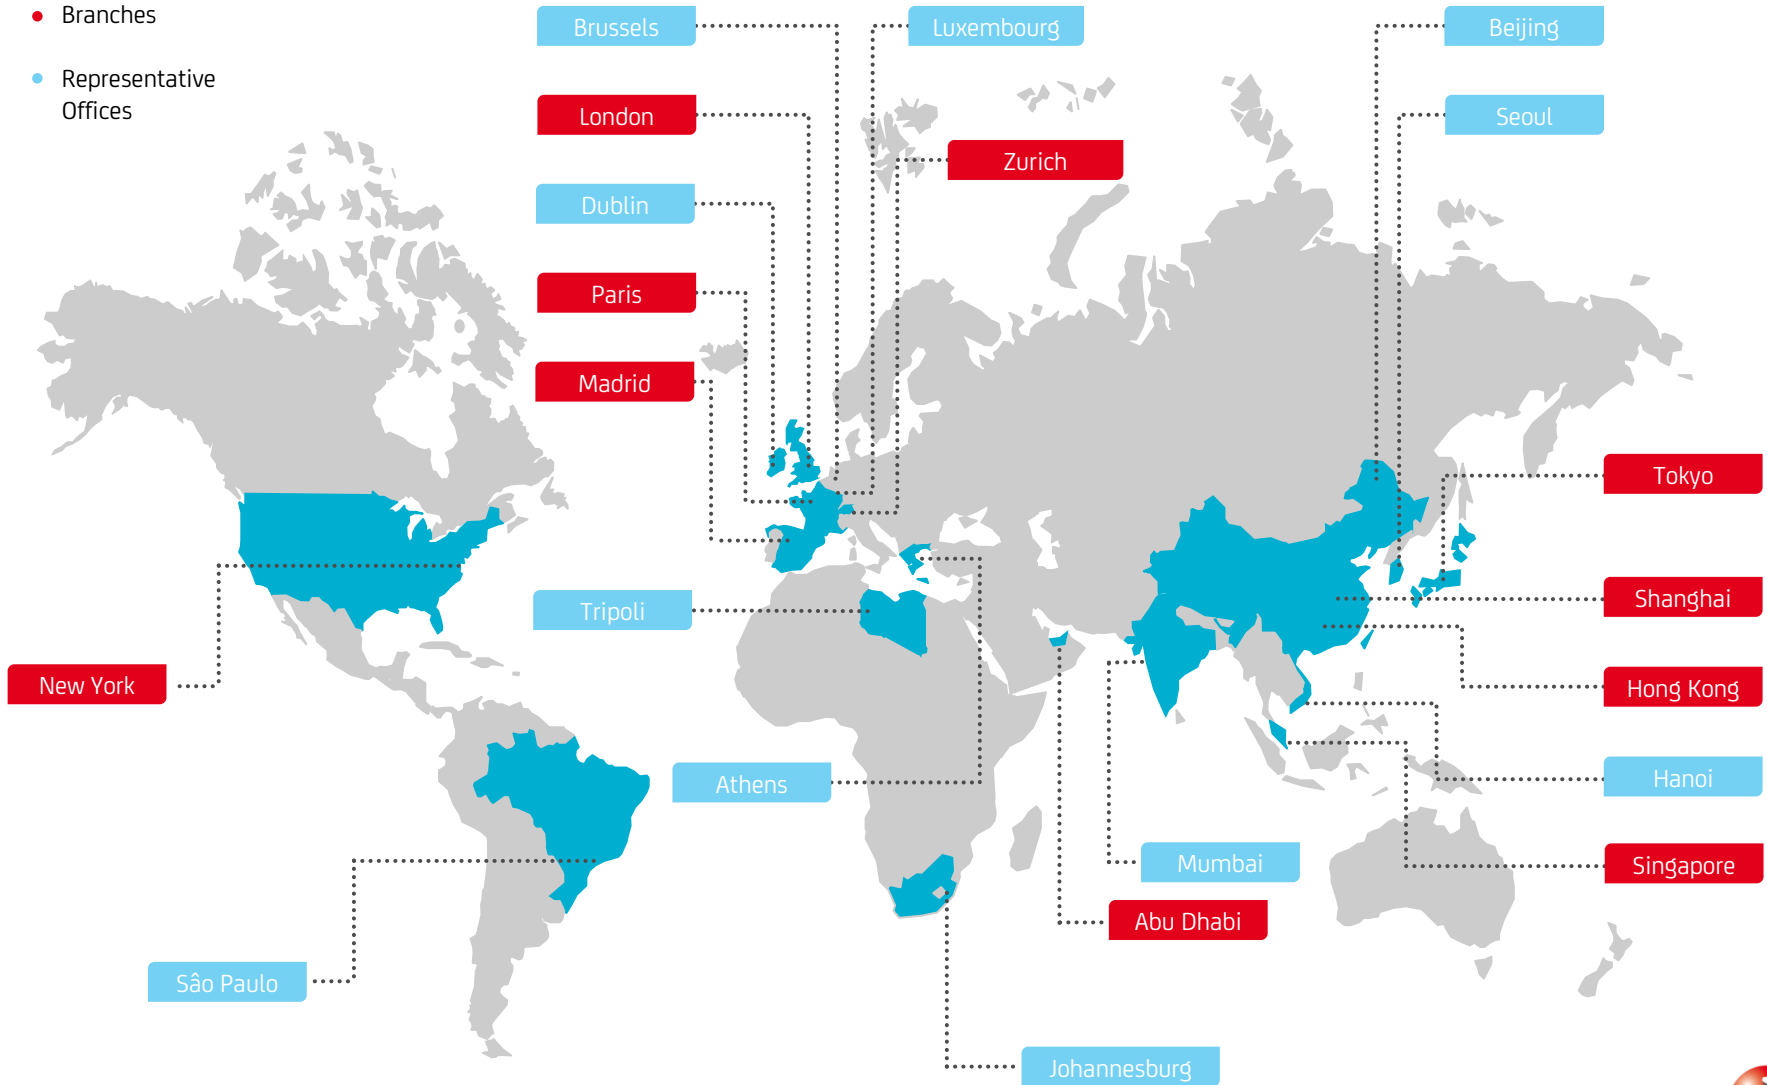 Branches
Representative
Offices
Brussels
Luxembourg
Beijing
London
Seoul
Zurich
Dublin
Paris
Madrid
Tokyo
Tripoli
Shanghai
New York
Hong Kong
Athens
Hanoi
Mumbai
Singapore
Abu Dhabi
Sâo Paulo
Johannesburg